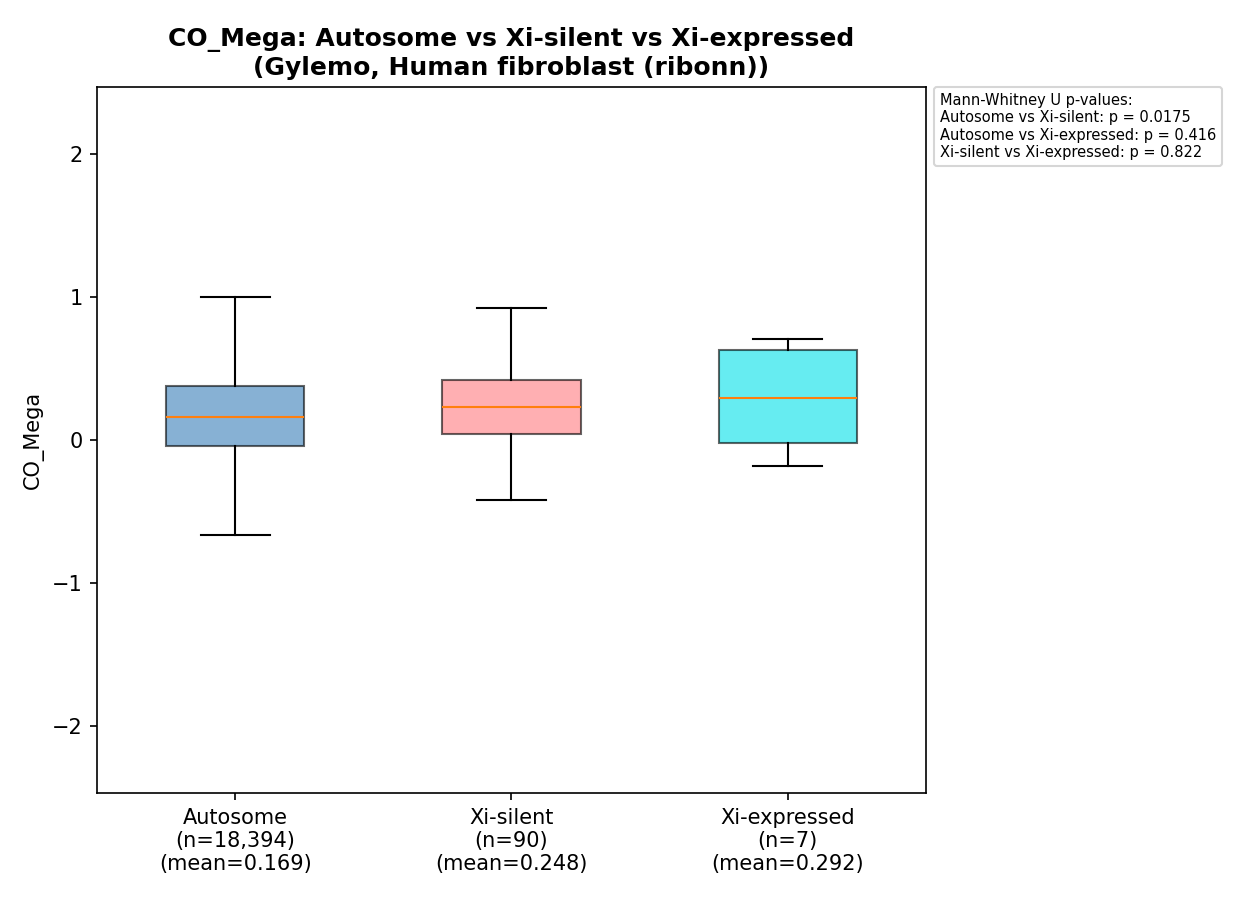 CO_Mega: Autosome vs Xi-silent vs Xi-expressed
(Gylemo, Human fibroblast (ribonn))
Mann-Whitney U p-values:
Autosome vs Xi-silent: p = 0.0175
Autosome vs Xi-expressed: p = 0.416
Xi-silent vs Xi-expressed: p = 0.822
CO_Mega
2
1
0
−1
−2
Autosome
(n=18,394)
(mean=0.169)
Xi-silent
(n=90)
(mean=0.248)
Xi-expressed
(n=7)
(mean=0.292)